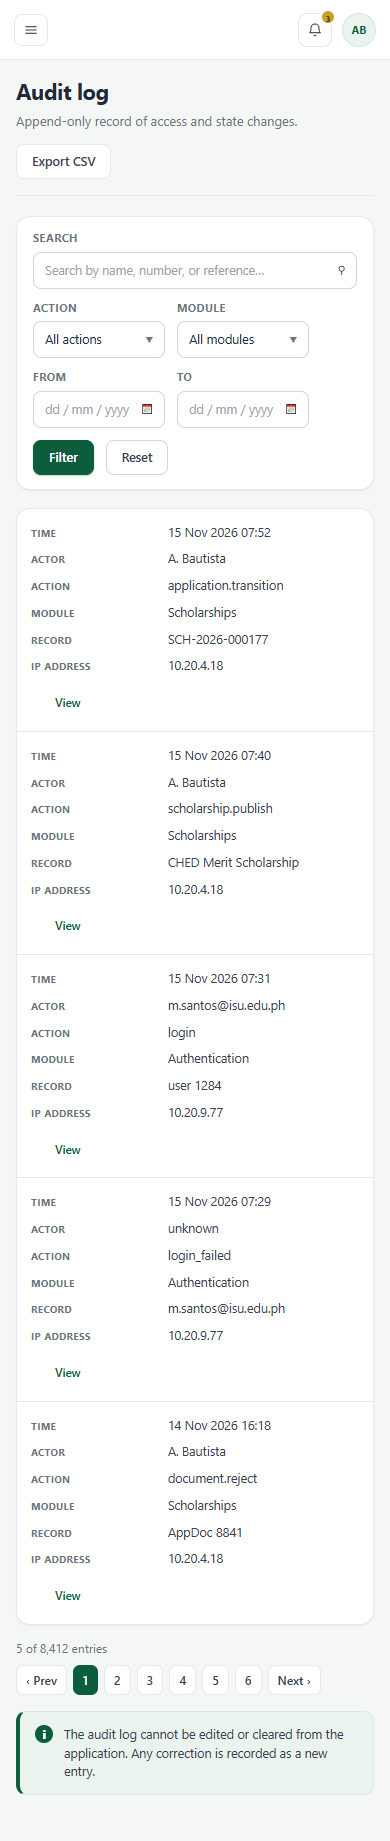 3
AB
Audit log
Append-only record of access and state changes.
Export CSV
SEARCH
Search by name, number, or reference...
ACTION MODULE
All actions All modules
FROM TO
dd / mm / yyyy dd / mm / yyyy
Filter Reset
TIME 15 Nov 2026 07:52
ACTOR A. Bautista
ACTION application.transition
MODULE Scholarships
RECORD SCH-2026-000177
IP ADDRESS 10.20.4.18
View
TIME 15 Nov 2026 07:40
ACTOR A. Bautista
ACTION scholarship.publish
MODULE Scholarships
RECORD CHED Merit Scholarship
IP ADDRESS 10.20.4.18
View
TIME 15 Nov 2026 07:31
ACTOR m.santos@isu.edu.ph
ACTION login
MODULE Authentication
RECORD user 1284
IP ADDRESS 10.20.9.77
View
TIME 15 Nov 2026 07:29
ACTOR unknown
ACTION login_failed
MODULE Authentication
RECORD m.santos@isu.edu.ph
IP ADDRESS 10.20.9.77
View
TIME 14 Nov 2026 16:18
ACTOR A. Bautista
ACTION document.reject
MODULE Scholarships
RECORD AppDoc 8841
IP ADDRESS 10.20.4.18
View
5 of 8,412 entries
‹ Prev 1 2 3 4 5 6 Next ›
The audit log cannot be edited or cleared from the
application. Any correction is recorded as a new
entry.